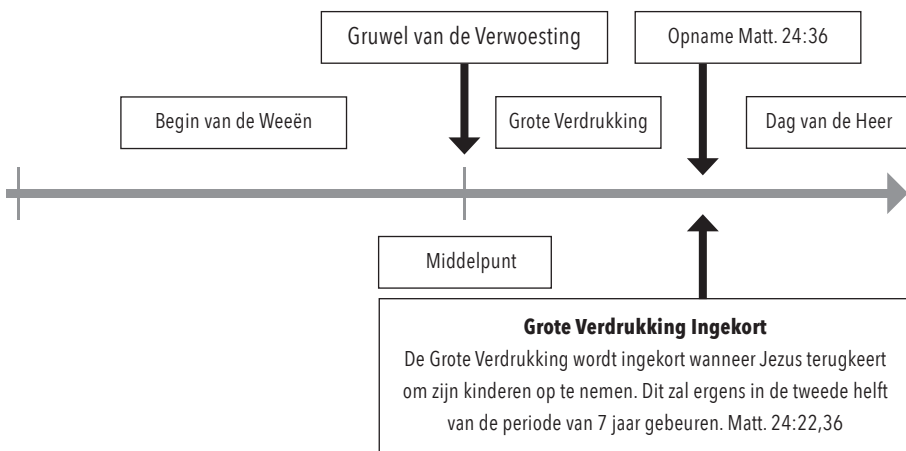 Gruwel van de Verwoesting
Opname Matt. 24:36
Begin van de Weeën
Grote Verdrukking
Dag van de Heer
Middelpunt
Grote Verdrukking Ingekort
De Grote Verdrukking wordt ingekort wanneer Jezus terugkeert
om zijn kinderen op te nemen. Dit zal ergens in de tweede helft
van de periode van 7 jaar gebeuren. Matt. 24:22,36